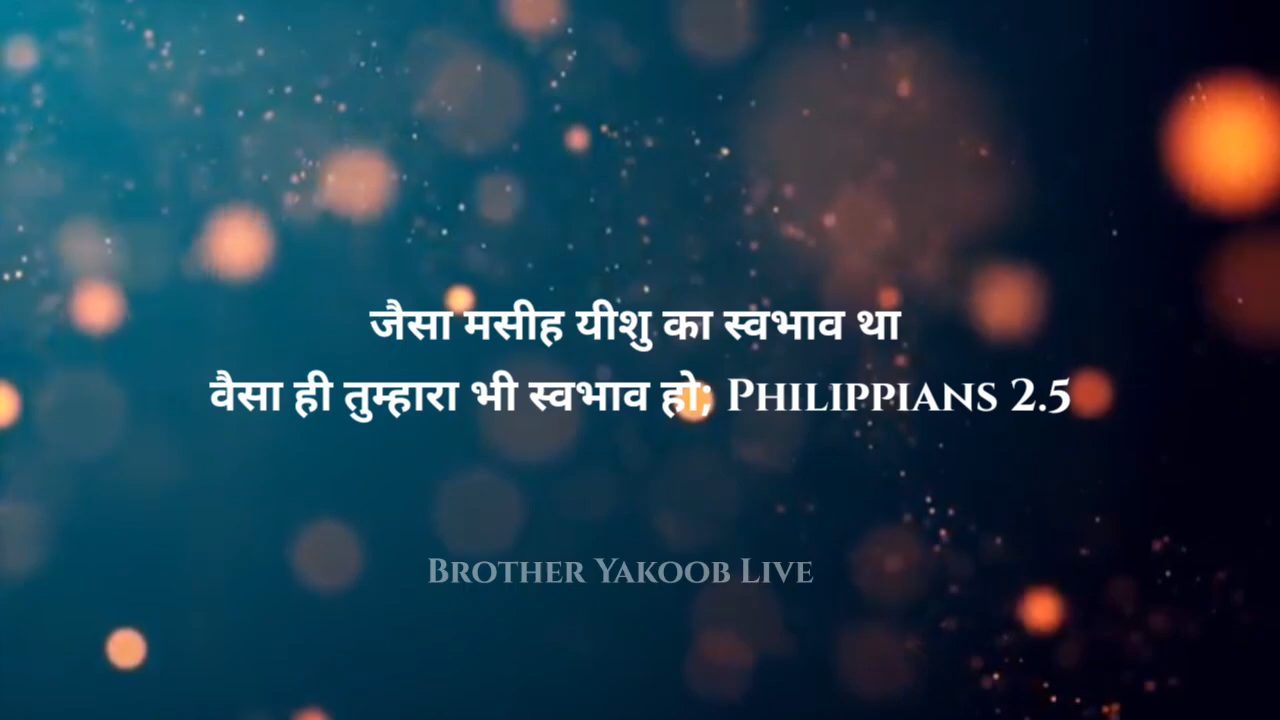 जैसा मसीह यीशु का स्वभाव था
वैसा ही तुम्हारा भी स्वभाव हो; Philippians 2.5
Brother Yakoob Live